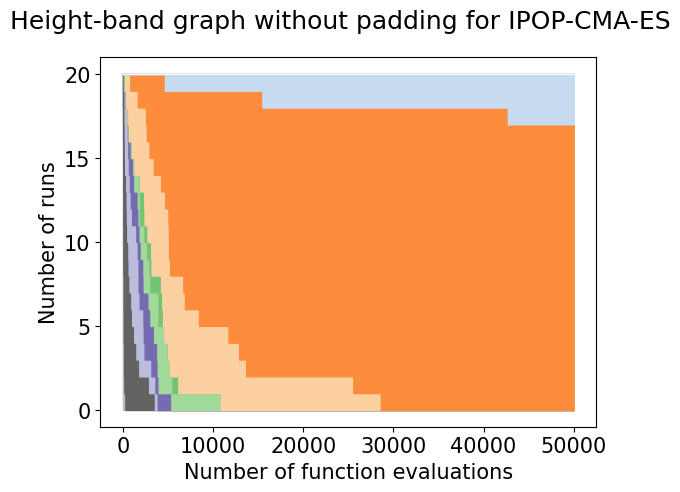 Height-band graph without padding for IPOP-CMA-ES
20
15
10
5
0
Number of runs
0 10000 20000 30000 40000 50000
Number of function evaluations